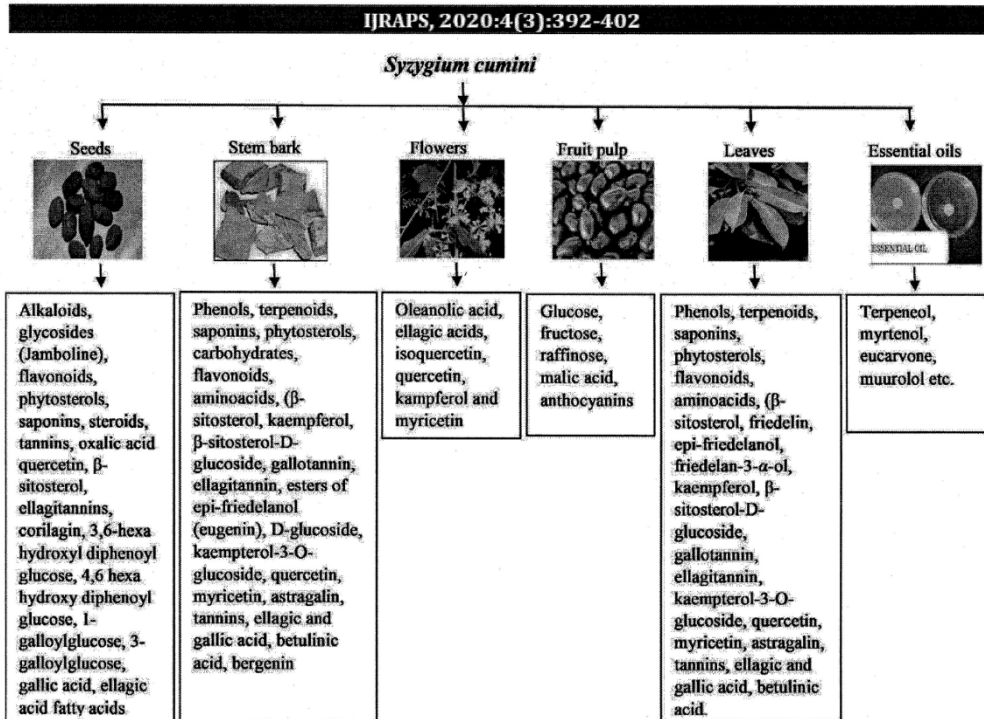 IJRAPS, 2020:4(3):392-402
Syzygium cumini
Seeds
Stem bark
Flowers
Fruit pulp
Leaves
Essential oils
ESSENTIAL OIL
Alkaloids,
glycosides
(Jamboline),
flavonoids,
phytosterols,
saponins, steroids,
tannins, oxalic acid
quercetin, β-
sitosterol,
ellagitannins,
corilagin, 3,6-hexa
hydroxyl diphenoyl
glucose, 4,6 hexa
hydroxy diphenoyl
glucose, 1-
galloylglucose, 3-
galloylglucose,
gallic acid, ellagic
acid fatty acids
Phenols, terpenoids,
saponins, phytosterols,
carbohydrates,
flavonoids,
aminoacids, (β-
sitosterol, kaempferol,
β-sitosterol-D-
glucoside, gallotannin,
ellagitannin, esters of
epi-friedelanol
(eugenin), D-glucoside,
kaempterol-3-O-
glucoside, quercetin,
myricetin, astragalin,
tannins, ellagic and
gallic acid, betulinic
acid, bergenin
Oleanolic acid,
ellagic acids,
isoquercetin,
quercetin,
kampferol and
myricetin
Glucose,
fructose,
raffinose,
malic acid,
anthocyanins
Phenols, terpenoids,
saponins,
phytosterols,
flavonoids,
aminoacids, (β-
sitosterol, friedelin,
epi-friedelanol,
friedelan-3-α-ol,
kaempferol, β-
sitosterol-D-
glucoside,
gallotannin,
ellagitannin,
kaempterol-3-O-
glucoside, quercetin,
myricetin, astragalin,
tannins, ellagic and
gallic acid, betulinic
acid.
Terpeneol,
myrtenol,
eucarvone,
muurolol etc.